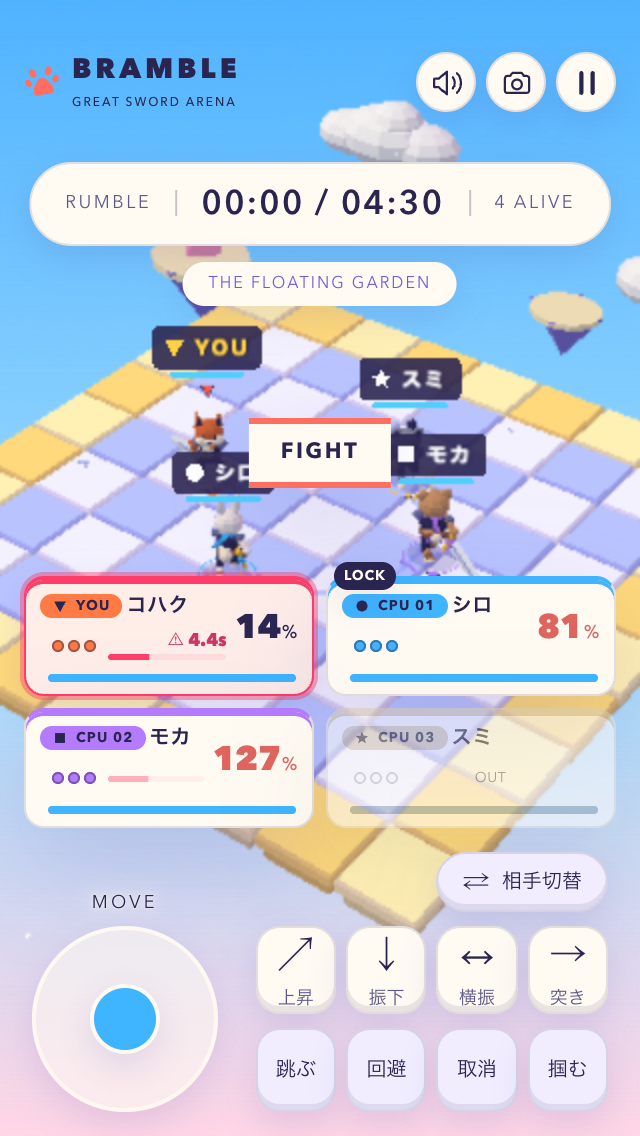 BRAMBLE
GREAT SWORD ARENA
RUMBLE 00:00 / 04:30 4 ALIVE
THE FLOATING GARDEN
YOU
スミ
FIGHT
モカ
シロ
LOCK
YOU コハク
14%
4.4s
CPU 01 シロ
81%
CPU 02 モカ
127%
CPU 03 スミ
OUT
相手切替
MOVE
上昇 振下 横振 突き
跳ぶ 回避 取消 掴む